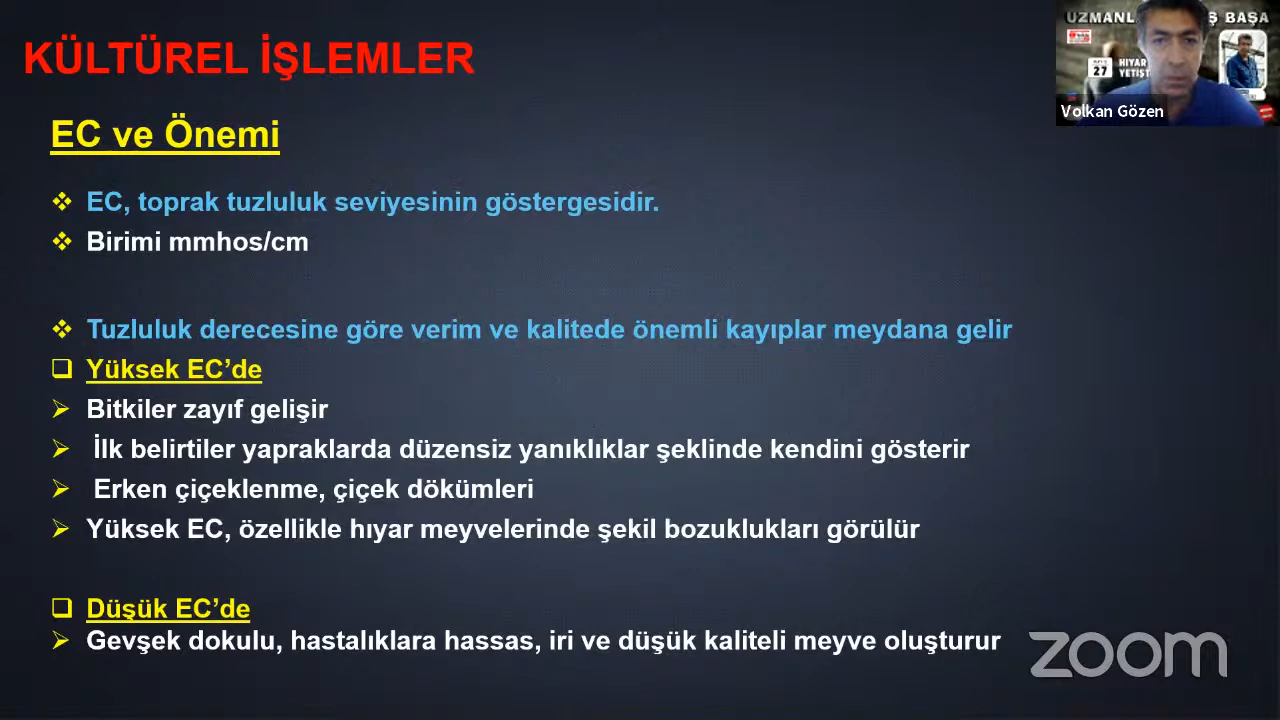 KÜLTÜREL İŞLEMLER
EC ve Önemi
EC, toprak tuzluluk seviyesinin göstergesidir.
Birimi mmhos/cm
Tuzluluk derecesine göre verim ve kalitede önemli kayıplar meydana gelir
Yüksek EC’de
Bitkiler zayıf gelişir
İlk belirtiler yapraklarda düzensiz yanıklıklar şeklinde kendini gösterir
Erken çiçeklenme, çiçek dökümleri
Yüksek EC, özellikle hıyar meyvelerinde şekil bozuklukları görülür
Düşük EC’de
Gevşek dokulu, hastalıklara hassas, iri ve düşük kaliteli meyve oluşturur
BAŞA
27
HIYAR
Volkan Gözen
zoom